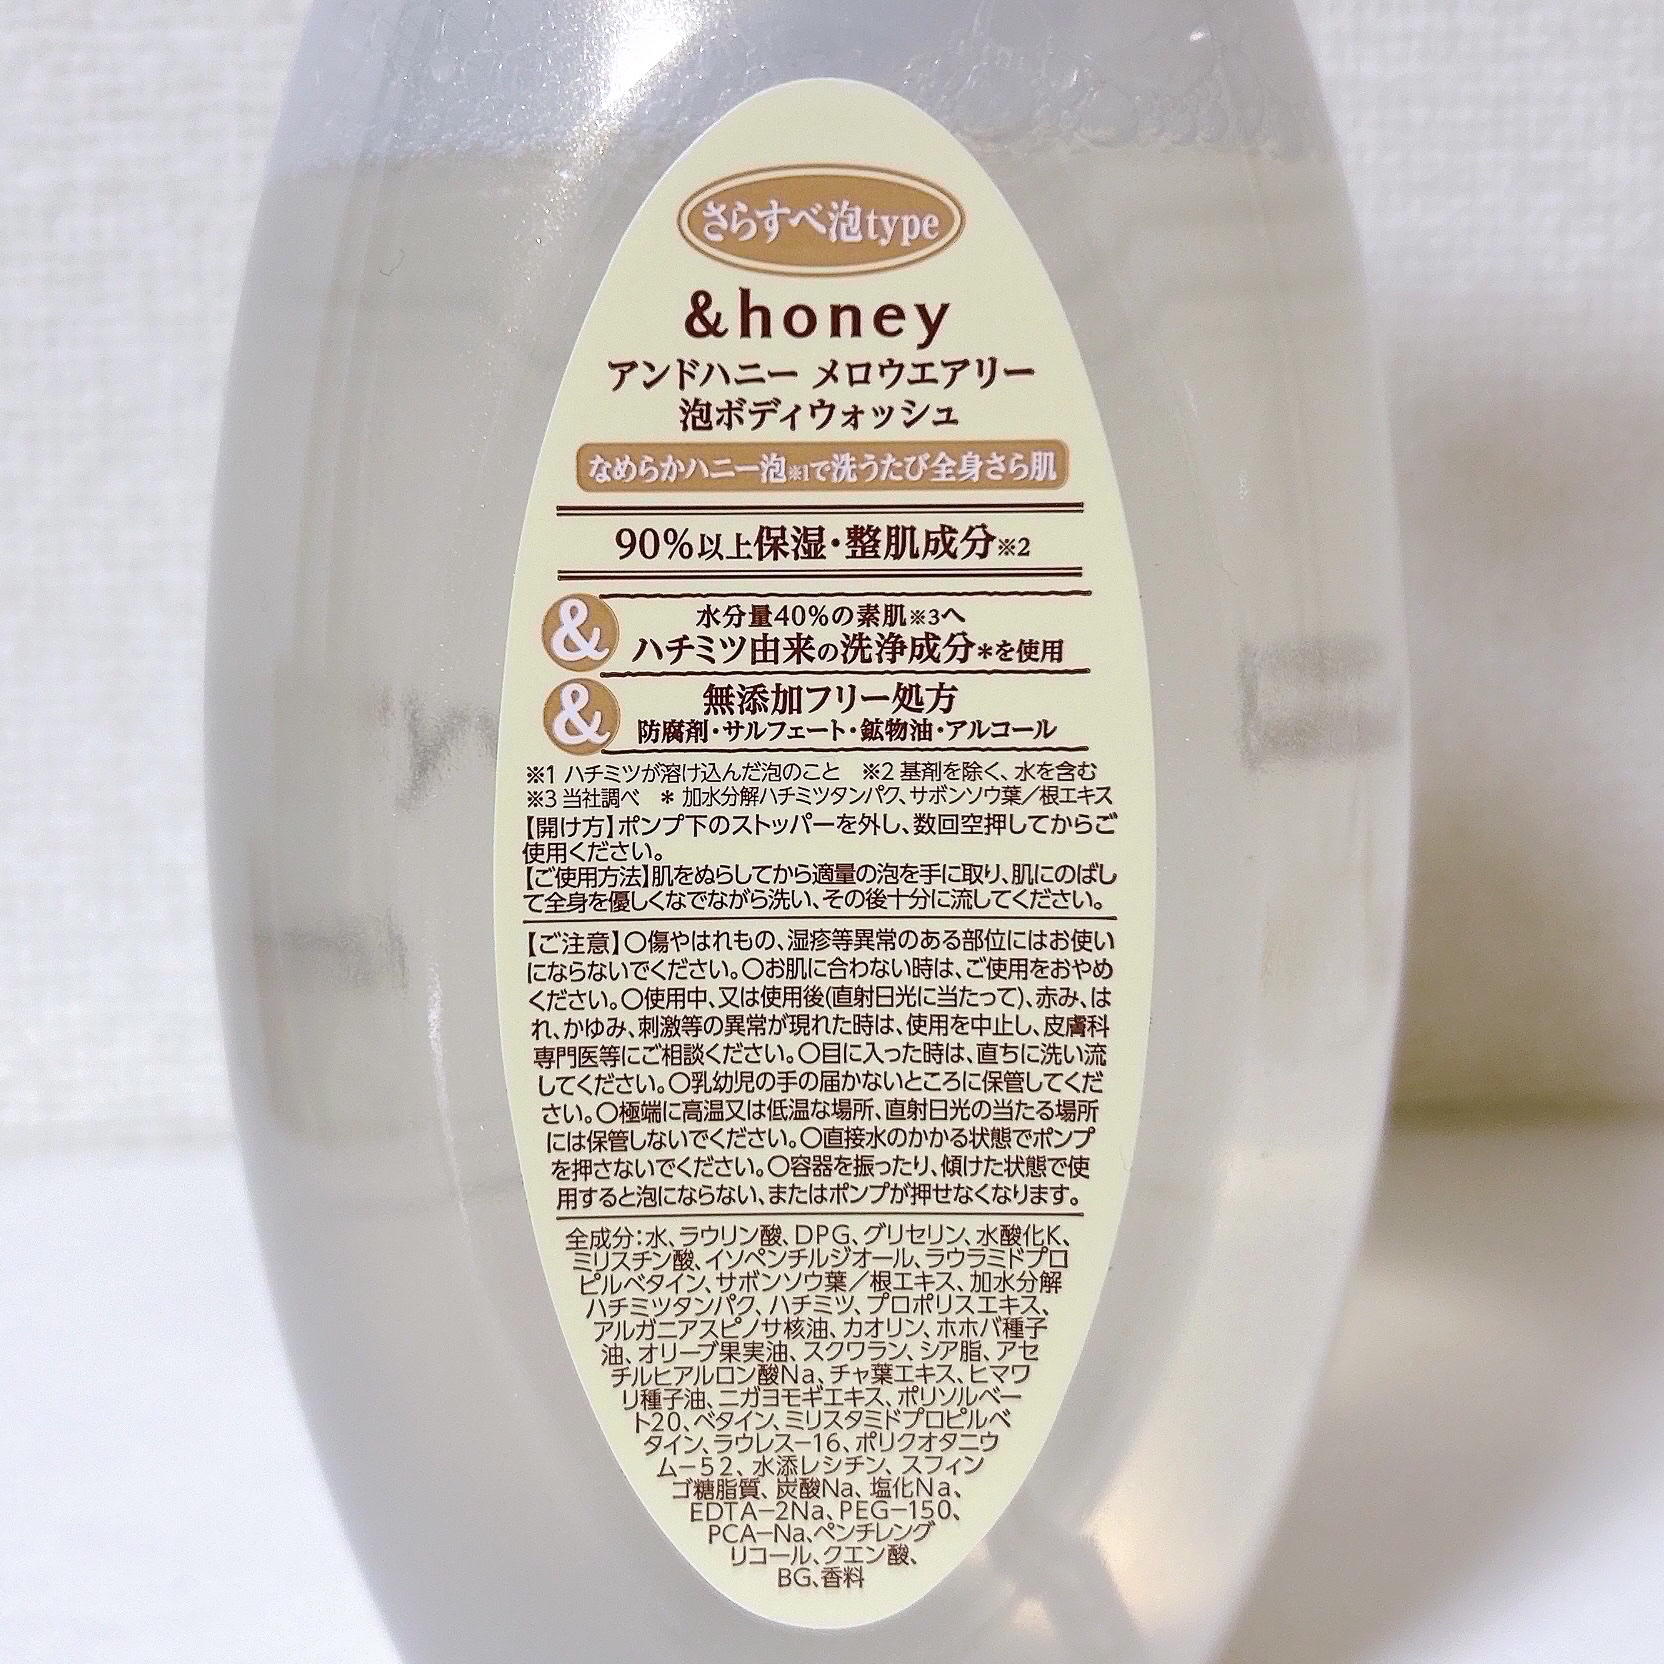 さらすべ泡type
&honey
アンドハニー メロウエアリー
泡ボディウォッシュ
なめらかハニー泡※1で洗うたび全身さら肌
90%以上保湿・整肌成分※2
& 水分量40%の素肌※3へ
ハチミツ由来の洗浄成分*を使用
& 無添加フリー処方
防腐剤・サルフェート・鉱物油・アルコール
※1 ハチミツが溶け込んだ泡のこと ※2 基剤を除く、水を含む
※3 当社調べ * 加水分解ハチミツタンパク、サボンソウ葉/根エキス
【開け方】ポンプ下のストッパーを外し、数回空押ししてからご
使用ください。
【ご使用方法】肌をぬらしてから適量の泡を手に取り、肌にのばし
て全身を優しくなでながら洗い、その後十分に流してください。
【ご注意】〇傷やはれもの、湿疹等異常のある部位にはお使い
にならないでください。〇お肌に合わない時は、ご使用をおやめ
ください。〇使用中、又は使用後(直射日光に当たって)、赤み、は
れ、かゆみ、刺激等の異常が現れた時は、使用を中止し、皮膚科
専門医等にご相談ください。〇目に入った時は、直ちに洗い流
してください。〇乳幼児の手の届かないところに保管してくだ
さい。〇極端に高温又は低温な場所、直射日光の当たる場所
には保管しないでください。〇直接水のかかる状態でポンプ
を押さないでください。〇容器を振ったり、傾けた状態で使
用すると泡にならない、またはポンプが押せなくなります。
全成分:水、ラウリン酸、DPG、グリセリン、水酸化K、
ミリスチン酸、イソペンチルジオール、ラウラミドプロ
ピルベタイン、サボンソウ葉/根エキス、加水分解
ハチミツタンパク、ハチミツ、プロポリスエキス、
アルガニアスピノサ核油、カオリン、ホホバ種子
油、オリーブ果実油、スクワラン、シア脂、アセ
チルヒアルロン酸Na、チャ葉エキス、ヒマワ
リ種子油、ニガヨモギエキス、ポリソルベー
ト20、ベタイン、ミリスタミドプロピルベ
タイン、ラウレス-16、ポリクオタニウ
ム-52、水添レシチン、スフィン
ゴ糖脂質、炭酸Na、塩化Na、
EDTA-2Na、PEG-150、
PCA-Na、ペンチレング
リコール、クエン酸、
BG、香料